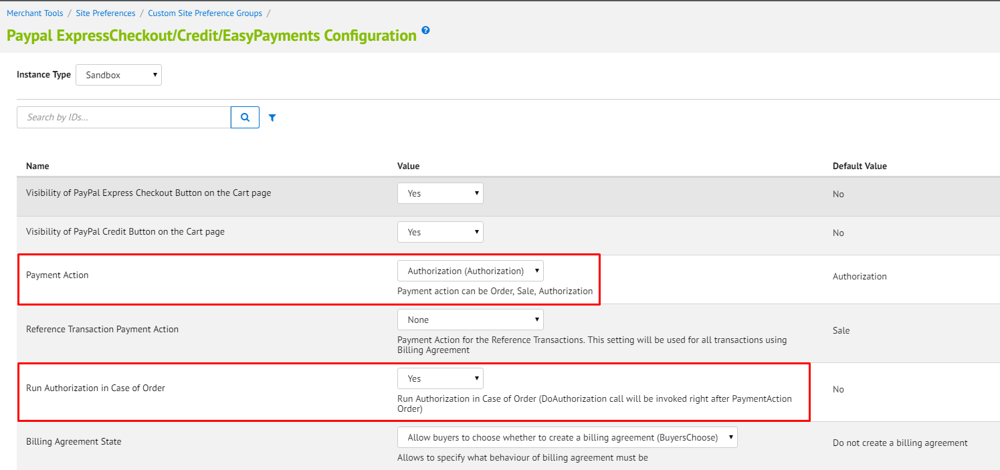 Merchant Tools / Site Preferences / Custom Site Preference Groups /
Paypal ExpressCheckout/Credit/EasyPayments Configuration ?
Instance Type Sandbox
Search by IDs...
Name Value Default Value
Visibility of PayPal Express Checkout Button on the Cart page Yes No
Visibility of PayPal Credit Button on the Cart page Yes No
Payment Action Authorization (Authorization) Authorization
Payment action can be Order, Sale, Authorization
Reference Transaction Payment Action None Sale
Payment Action for the Reference Transactions. This setting will be used for all transactions using
Billing Agreement
Run Authorization in Case of Order Yes No
Run Authorization in Case of Order (DoAuthorization call will be invoked right after PaymentAction
Order)
Billing Agreement State Allow buyers to choose whether to create a billing agreement (BuyersChoose) Do not create a billing agreement
Allows to specify what behaviour of billing agreement must be